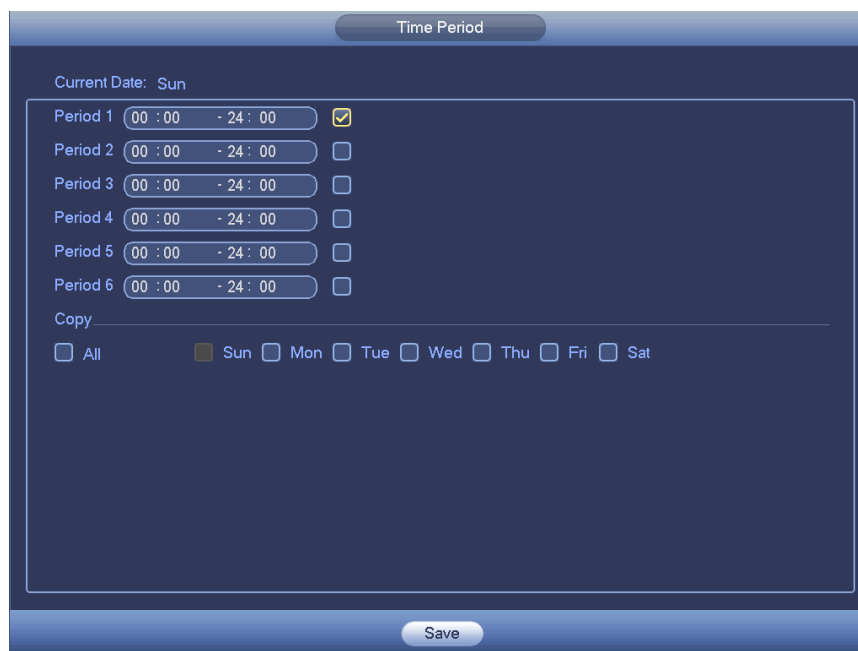 Time Period
Current Date: Sun
Period 1 00 :00 - 24 : 00
Period 2 00 :00 - 24 : 00
Period 3 00 :00 - 24 : 00
Period 4 00 :00 - 24 : 00
Period 5 00 :00 - 24 : 00
Period 6 00 :00 - 24 : 00
Copy
All Sun Mon Tue Wed Thu Fri Sat
Save